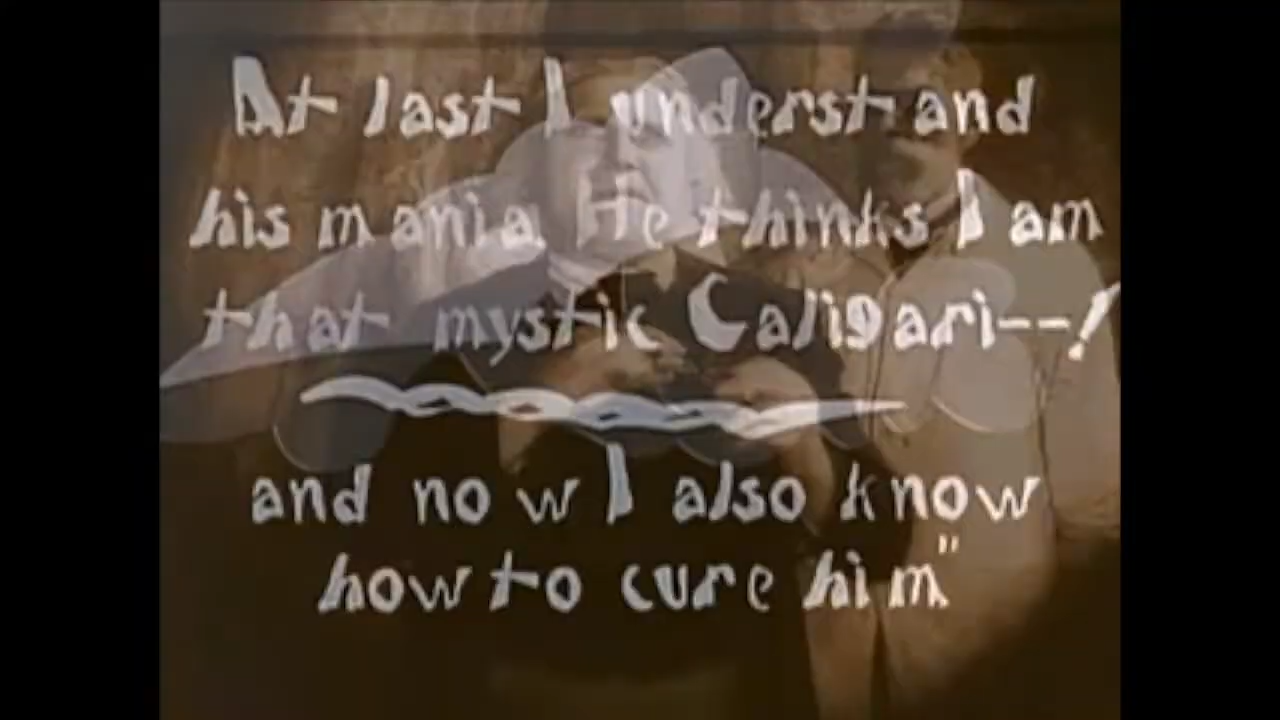 At last I understand
his mania. He thinks I am
that mystic Caligari--!
and now I also know
how to cure him"